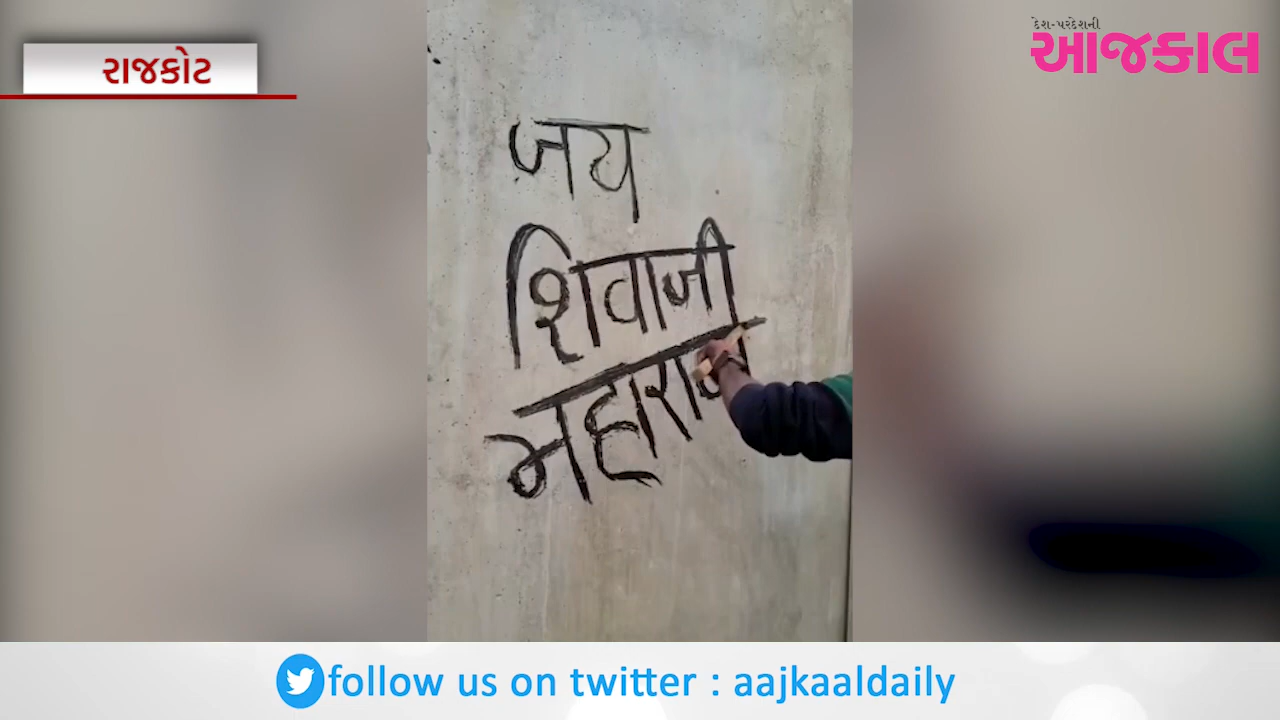 રાજકોટ
દેશ-પરદેશની
આજકાલ
जय
शिवाजी
follow us on twitter : aajkaaldaily